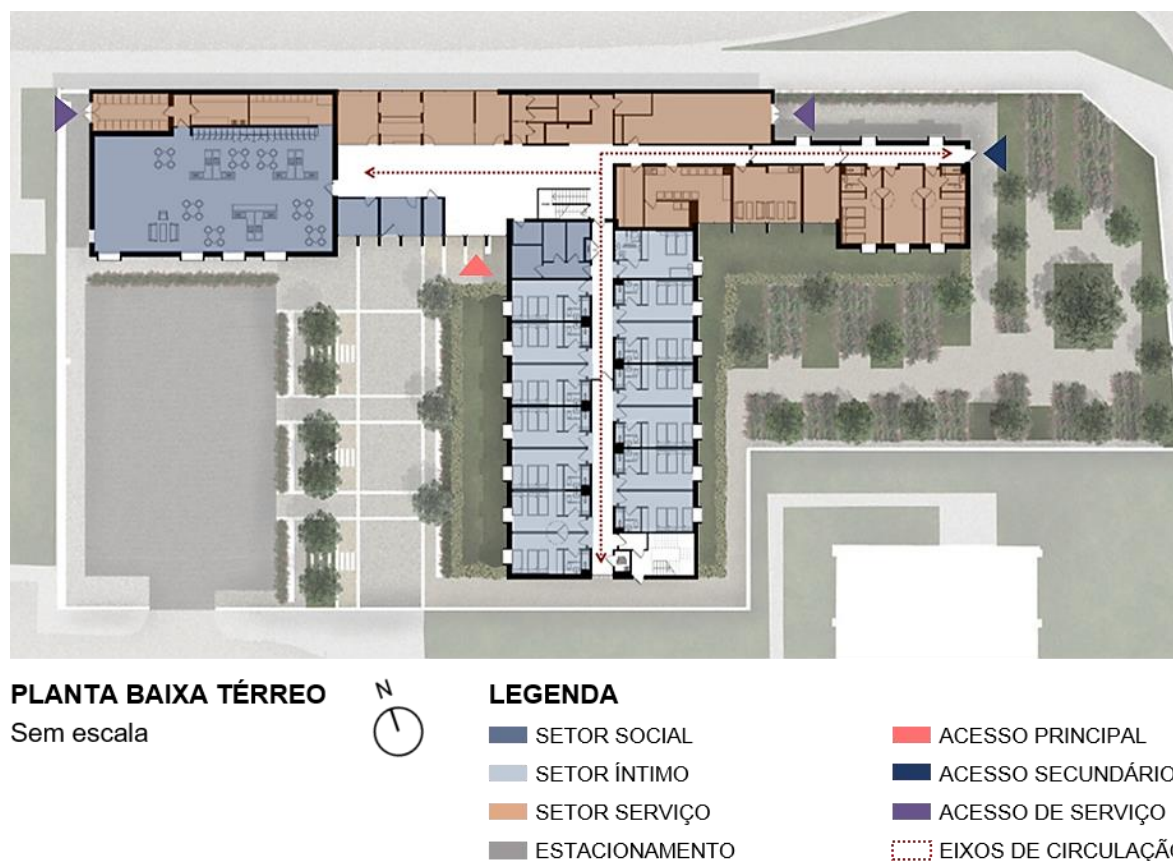 PLANTA BAIXA TÉRREO
Sem escala
N
LEGENDA
SETOR SOCIAL
SETOR ÍNTIMO
SETOR SERVIÇO
ESTACIONAMENTO
ACESSO PRINCIPAL
ACESSO SECUNDÁRIO
ACESSO DE SERVIÇO
EIXOS DE CIRCULAÇÃO